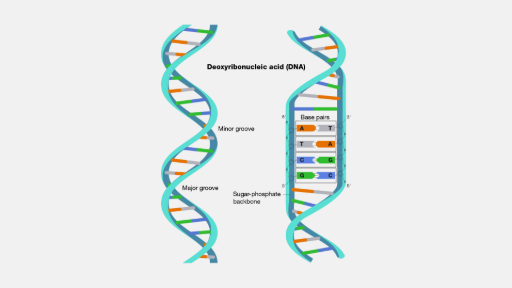 Deoxyribonucleic acid (DNA)
Base pairs
Minor groove
A T
T A
C G
G C
Major groove
Sugar-phosphate
backbone